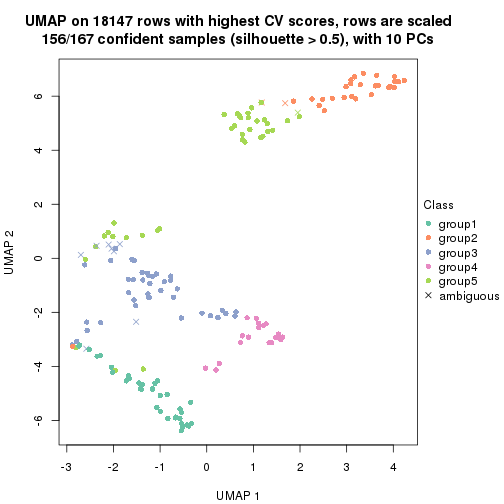 UMAP on 18147 rows with highest CV scores, rows are scaled
156/167 confident samples (silhouette > 0.5), with 10 PCs
6
4
2
0
-2
-4
-6
UMAP 2
-3
-2
-1
0
1
2
3
4
UMAP 1
Class
group1
group2
group3
group4
group5
ambiguous